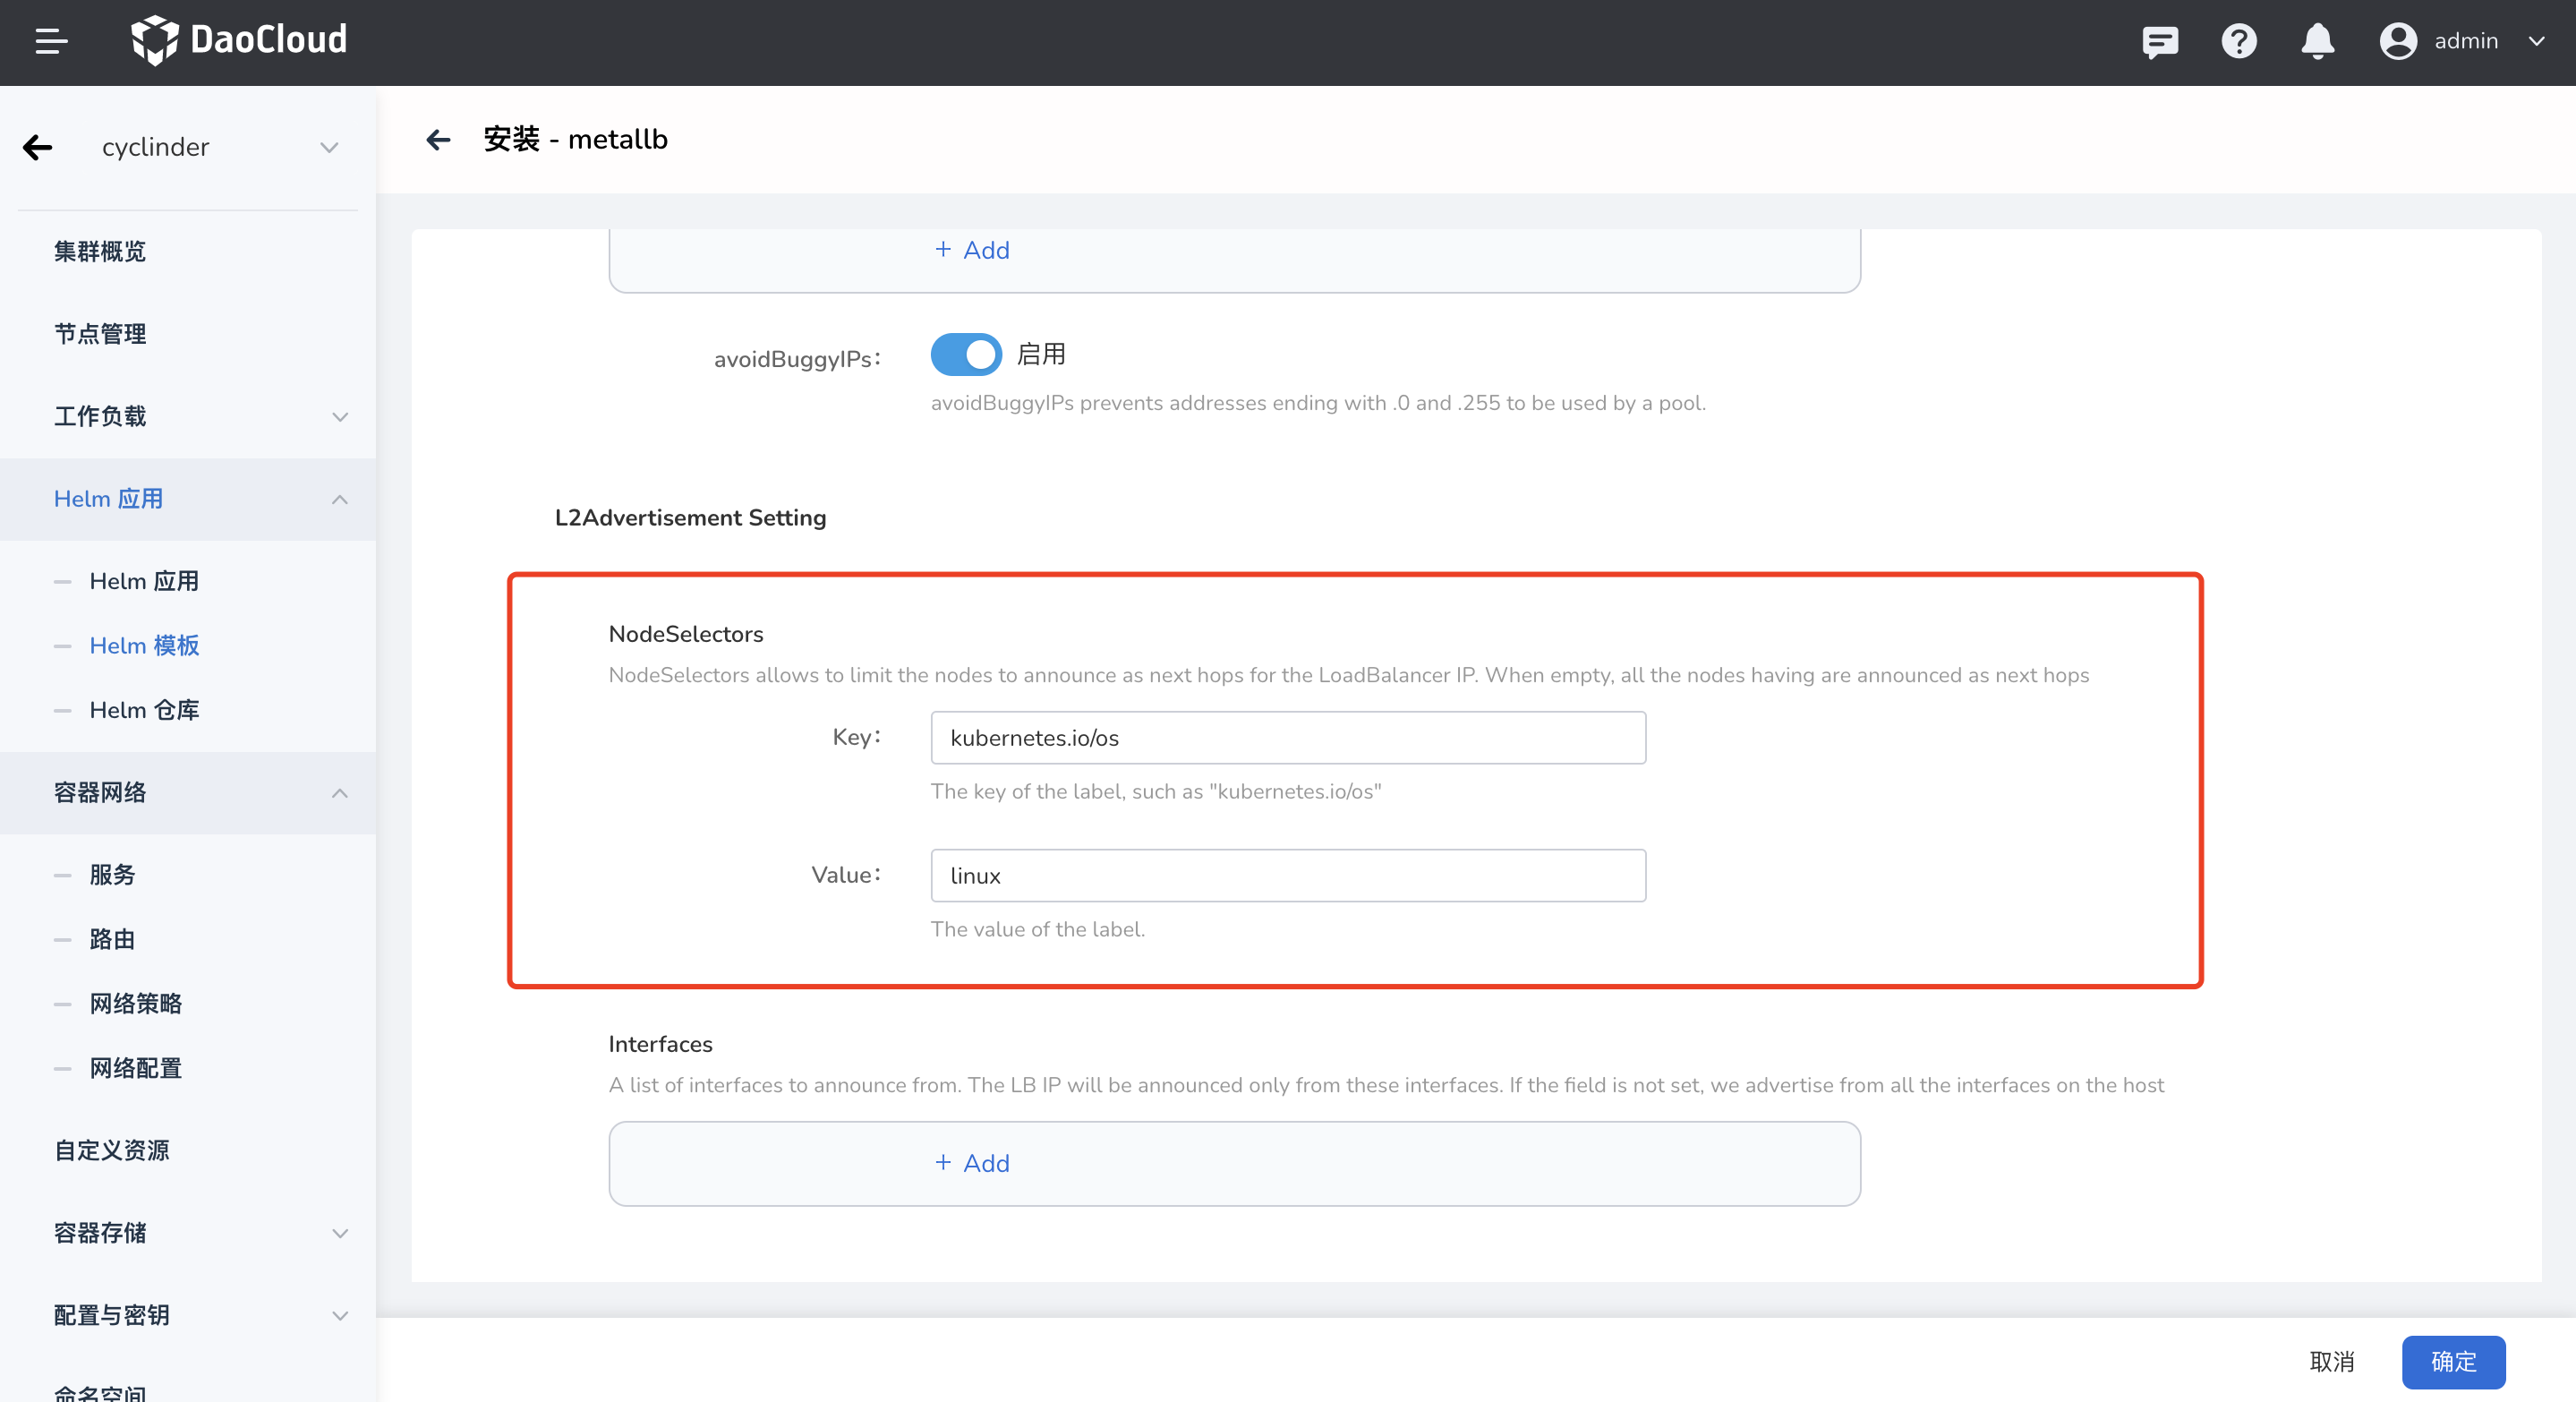 DaoCloud
admin
cyclinder
集群概览
节点管理
工作负载
Helm 应用
Helm 应用
Helm 模板
Helm 仓库
容器网络
服务
路由
网络策略
网络配置
自定义资源
容器存储
配置与密钥
命名空间
安装 - metallb
+ Add
avoidBuggyIPs：
启用
avoidBuggyIPs prevents addresses ending with .0 and .255 to be used by a pool.
L2Advertisement Setting
NodeSelectors
NodeSelectors allows to limit the nodes to announce as next hops for the LoadBalancer IP. When empty, all the nodes having are announced as next hops
Key：
kubernetes.io/os
The key of the label, such as "kubernetes.io/os"
Value：
linux
The value of the label.
Interfaces
A list of interfaces to announce from. The LB IP will be announced only from these interfaces. If the field is not set, we advertise from all the interfaces on the host
+ Add
取消
确定